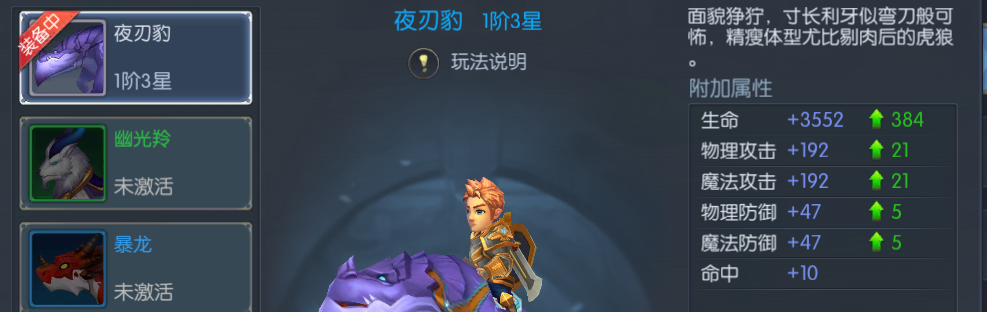 装备中
夜刃豹
1阶3星
幽光羚
未激活
暴龙
未激活
夜刃豹 1阶3星
玩法说明
面貌狰狞，寸长利牙似弯刀般可
怖，精瘦体型尤比剔肉后的虎狼
。
附加属性
生命 +3552 384
物理攻击 +192 21
魔法攻击 +192 21
物理防御 +47 5
魔法防御 +47 5
命中 +10